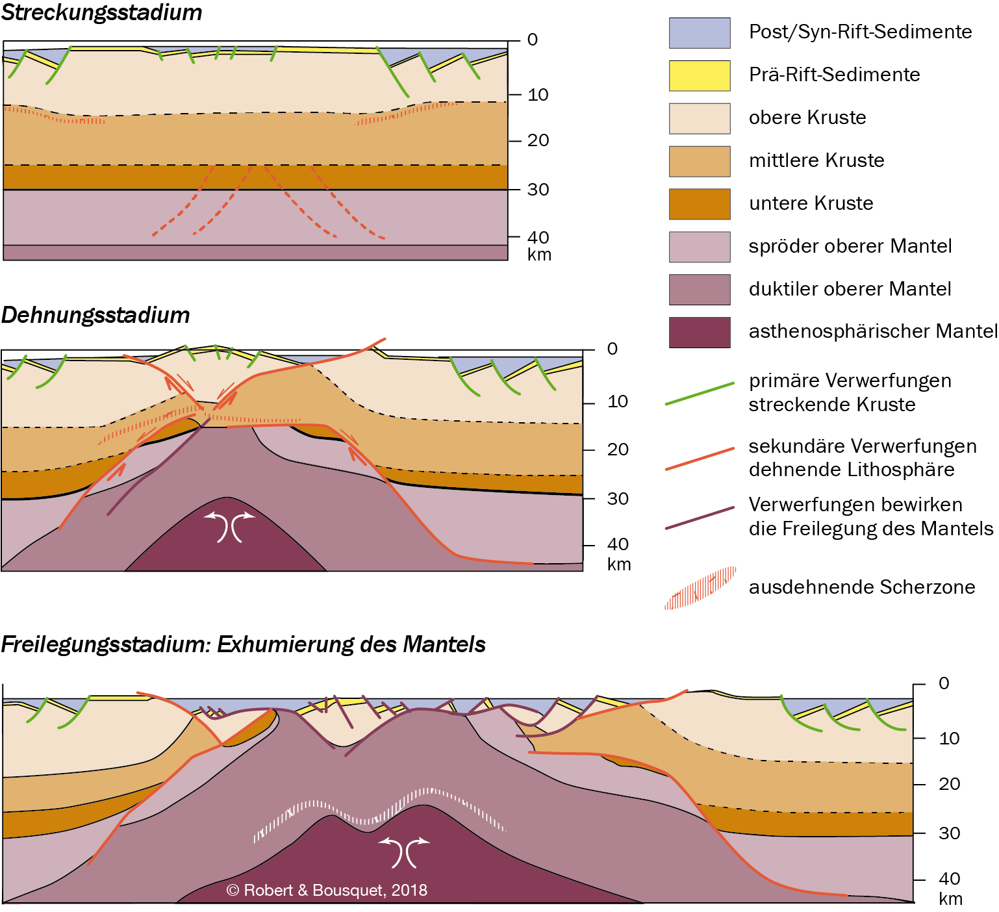 Streckungsstadium
0
10
20
30
40
km
Dehnungsstadium
0
10
20
30
40
km
Freilegungsstadium: Exhumierung des Mantels
0
10
20
30
40
km
© Robert & Bousquet, 2018
Post/Syn-Rift-Sedimente
Prä-Rift-Sedimente
obere Kruste
mittlere Kruste
untere Kruste
spröder oberer Mantel
duktiler oberer Mantel
asthenosphärischer Mantel
primäre Verwerfungen
streckende Kruste
sekundäre Verwerfungen
dehnende Lithosphäre
Verwerfungen bewirken
die Freilegung des Mantels
ausdehnende Scherzone